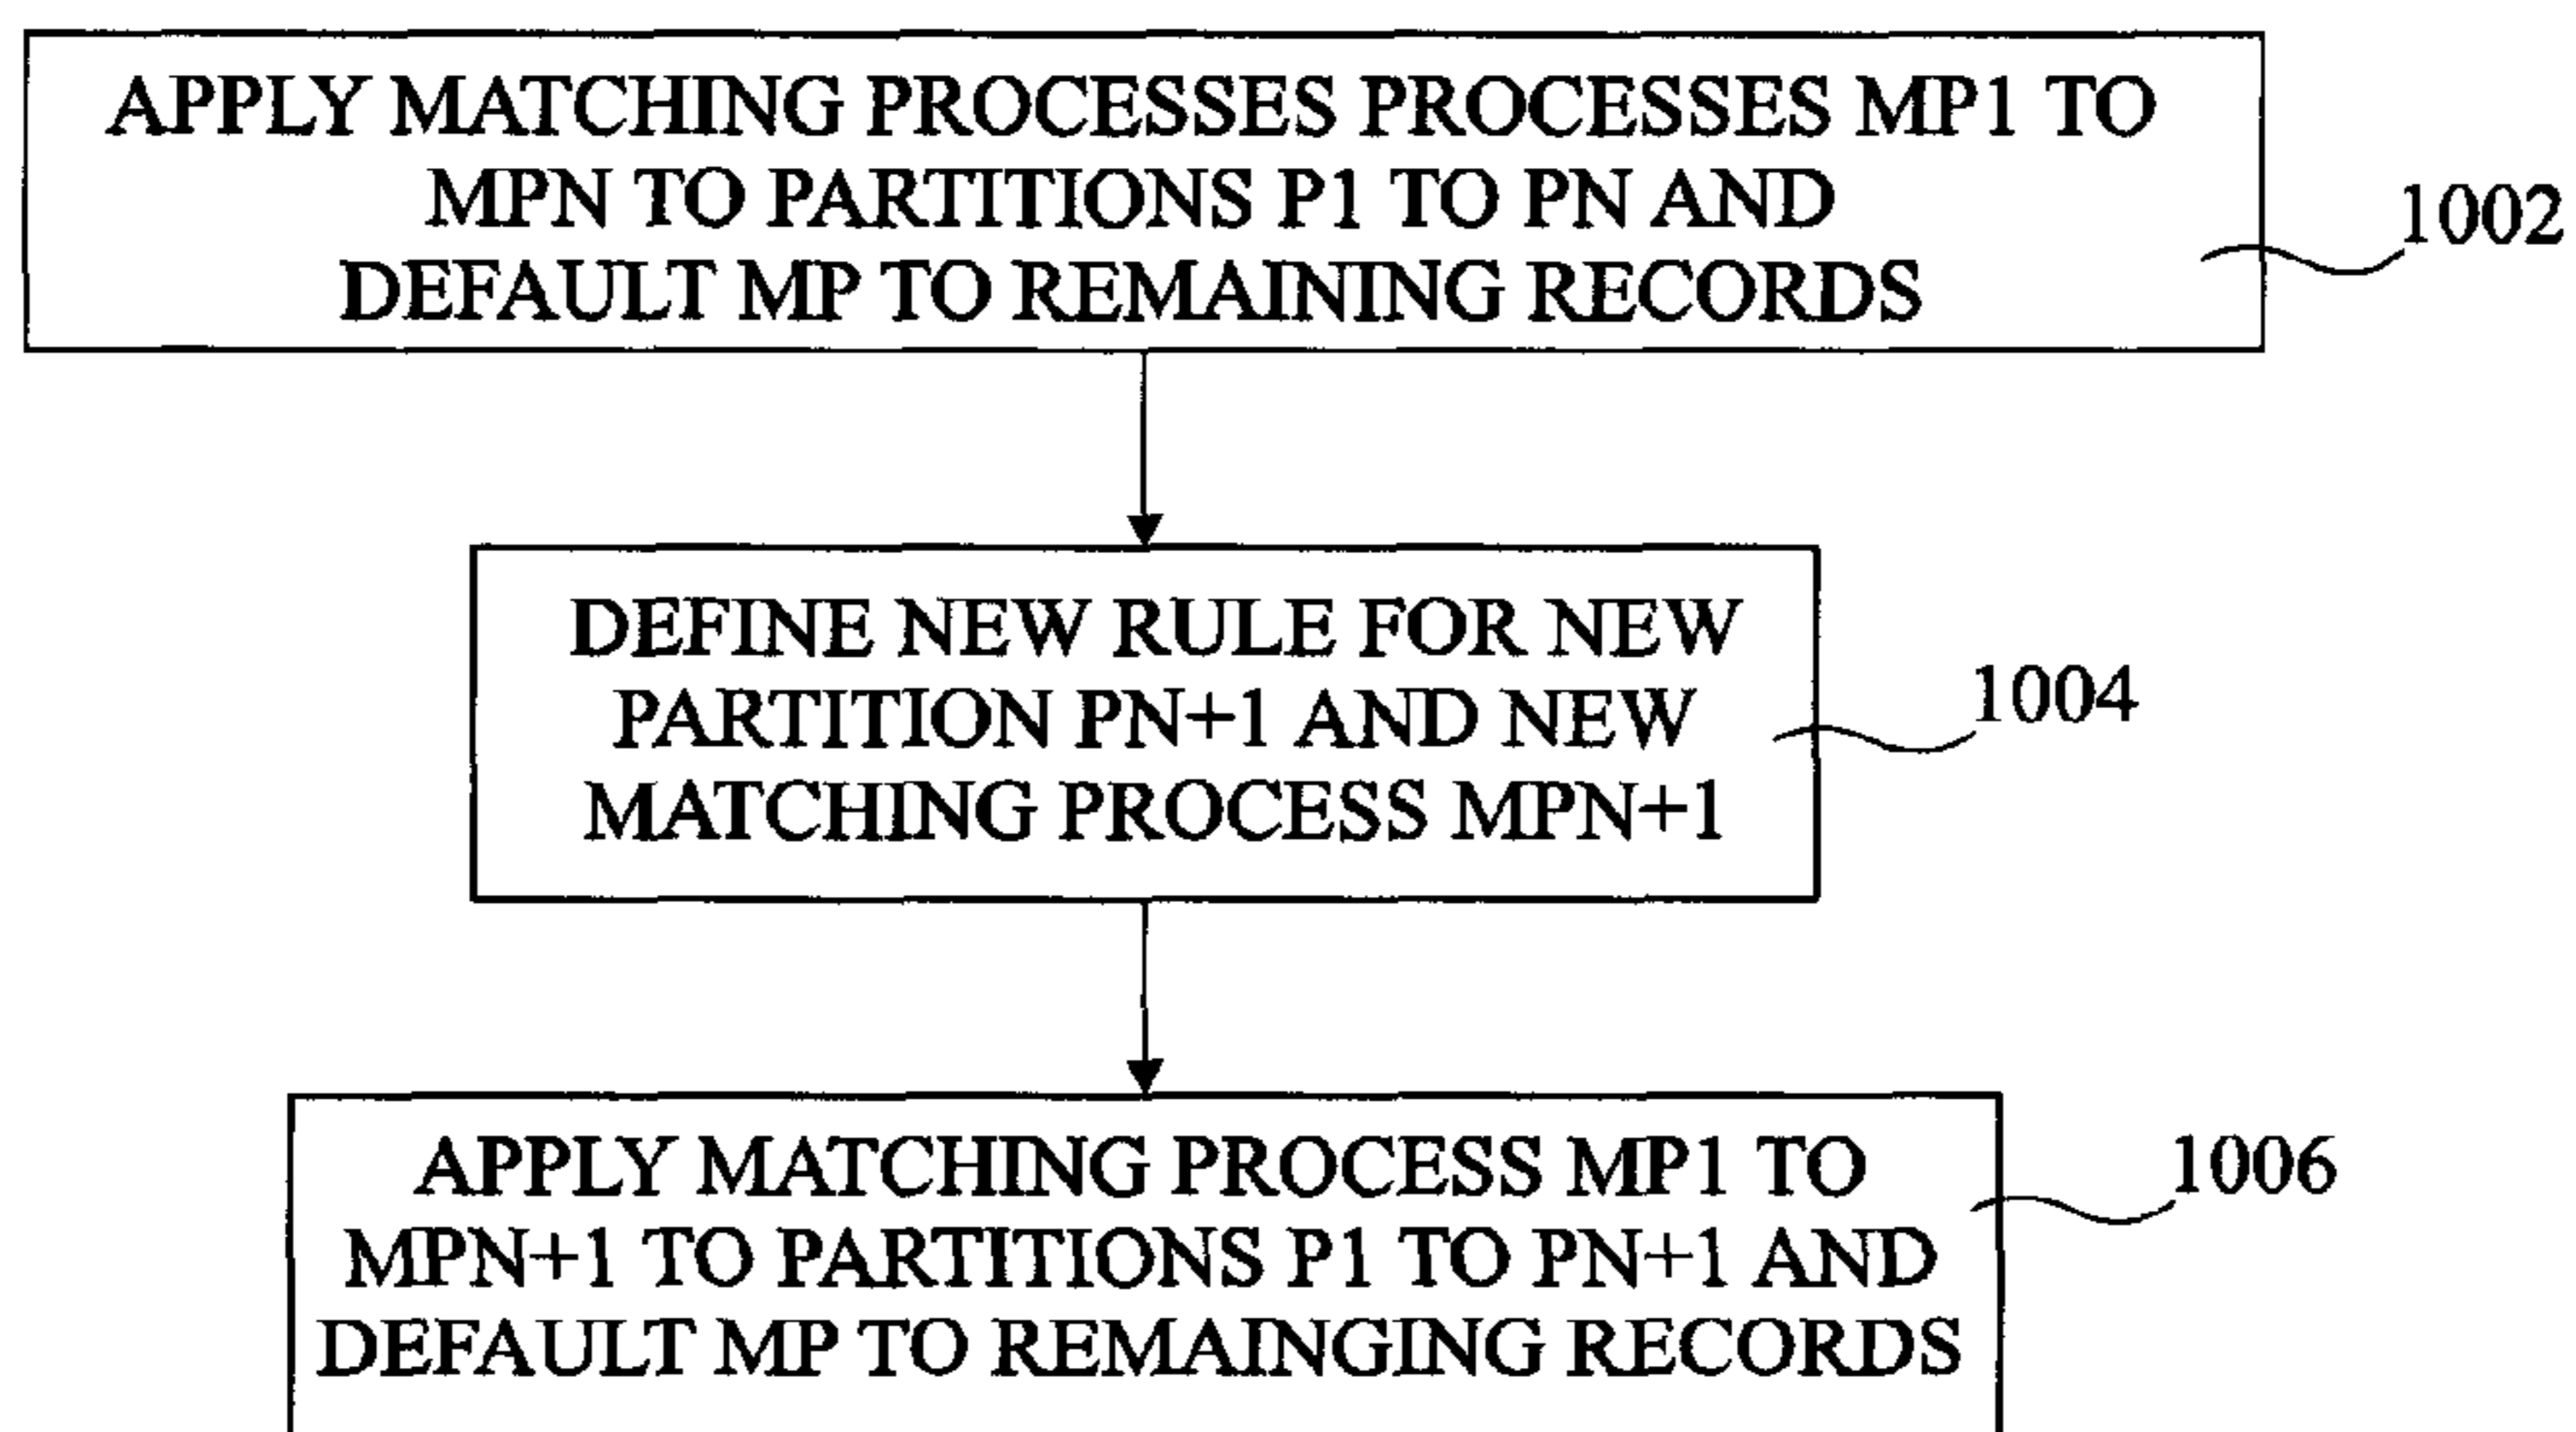 APPLY MATCHING PROCESSES PROCESSES MP1 TO
MPN TO PARTITIONS P1 TO PN AND
DEFAULT MP TO REMAINING RECORDS
1002
DEFINE NEW RULE FOR NEW
PARTITION PN+1 AND NEW
MATCHING PROCESS MPN+1
1004
APPLY MATCHING PROCESS MP1 TO
MPN+1 TO PARTITIONS P1 TO PN+1 AND
DEFAULT MP TO REMAINGING RECORDS
1006